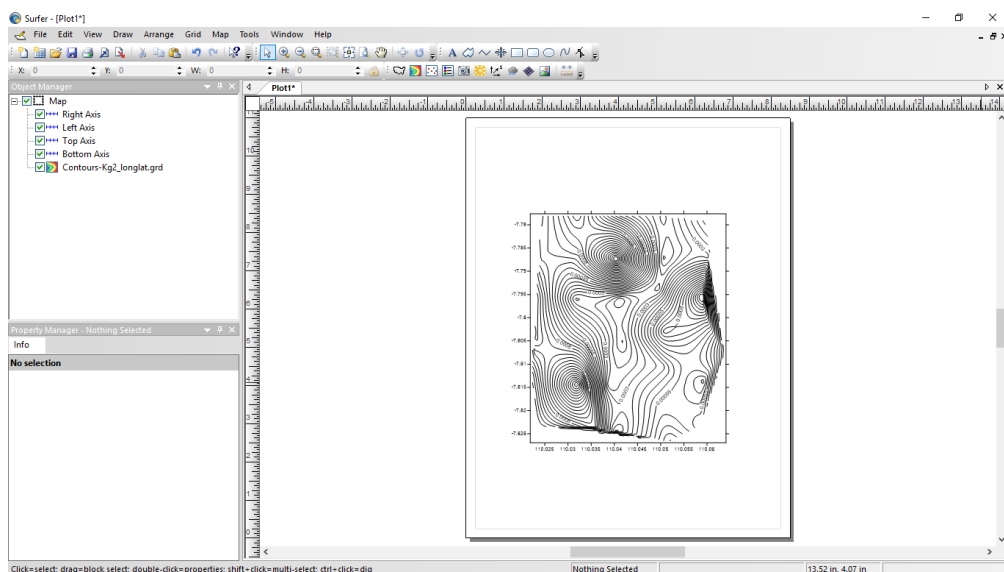 Surfer - [Plot1*]
File Edit View Draw Arrange Grid Map Tools Window Help
X: 0 Y: 0 W: 0 H: 0
Object Manager
Plot1*
Map
Right Axis
Left Axis
Top Axis
Bottom Axis
Contours-Kg2_longlat.grd
Property Manager - Nothing Selected
Info
No selection
-7.78
-7.785
-7.79
-7.795
-7.8
-7.805
-7.81
-7.815
-7.82
-7.825
110.025 110.03 110.035 110.04 110.045 110.05 110.055 110.06
Click=select; drag=block select; double-click=properties; shift+click=multi-select; ctrl+click=dig
Nothing Selected
13.52 in, 4.07 in